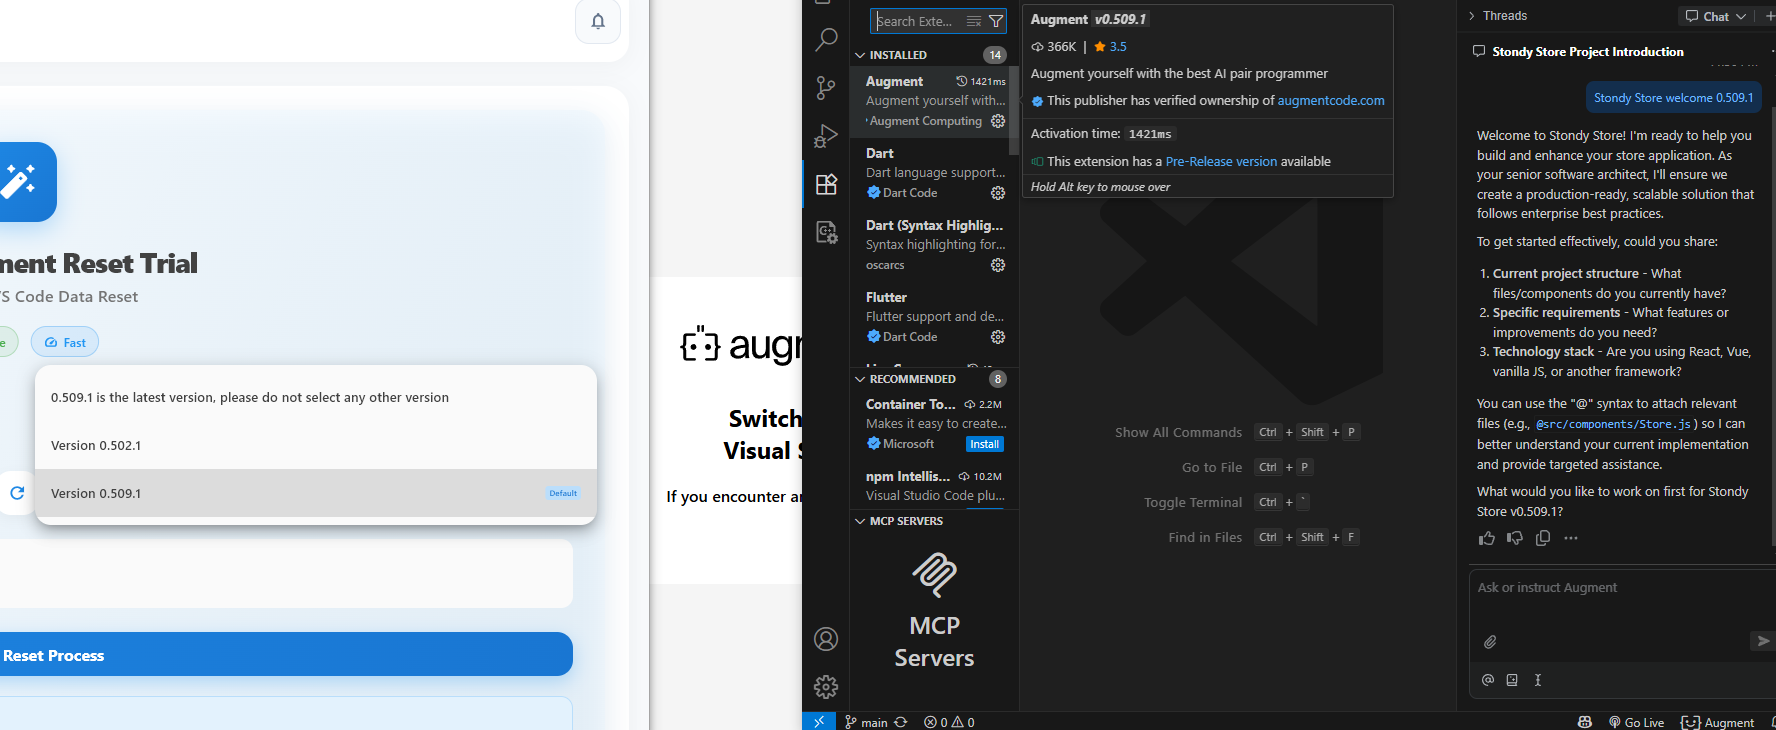 ment Reset Trial
S Code Data Reset
e
Fast
0.509.1 is the latest version, please do not select any other version
Version 0.502.1
Version 0.509.1
Default
Reset Process
augm
Switch
Visual S
If you encounter an
Search Exte...
INSTALLED
14
Augment
1421ms
Augment yourself with...
Augment Computing
Dart
Dart language support...
Dart Code
Dart (Syntax Highlig...
Syntax highlighting for...
oscarcs
Flutter
Flutter support and de...
Dart Code
RECOMMENDED
8
Container To...
2.2M
Makes it easy to create...
Microsoft
Install
npm Intellis...
10.2M
Visual Studio Code plu...
MCP SERVERS
MCP
Servers
Augment v0.509.1
366K | 3.5
Augment yourself with the best AI pair programmer
This publisher has verified ownership of augmentcode.com
Activation time: 1421ms
This extension has a Pre-Release version available
Hold Alt key to mouse over
Show All Commands Ctrl + Shift + P
Go to File Ctrl + P
Toggle Terminal Ctrl + `
Find in Files Ctrl + Shift + F
Threads
Chat
Stondy Store Project Introduction
Stondy Store welcome 0.509.1
Welcome to Stondy Store! I'm ready to help you
build and enhance your store application. As
your senior software architect, I'll ensure we
create a production-ready, scalable solution that
follows enterprise best practices.
To get started effectively, could you share:
1. Current project structure - What
files/components do you currently have?
2. Specific requirements - What features or
improvements do you need?
3. Technology stack - Are you using React, Vue,
vanilla JS, or another framework?
You can use the "@" syntax to attach relevant
files (e.g., @src/components/Store.js) so I can
better understand your current implementation
and provide targeted assistance.
What would you like to work on first for Stondy
Store v0.509.1?
Ask or instruct Augment
main
0
0
Go Live
Augment